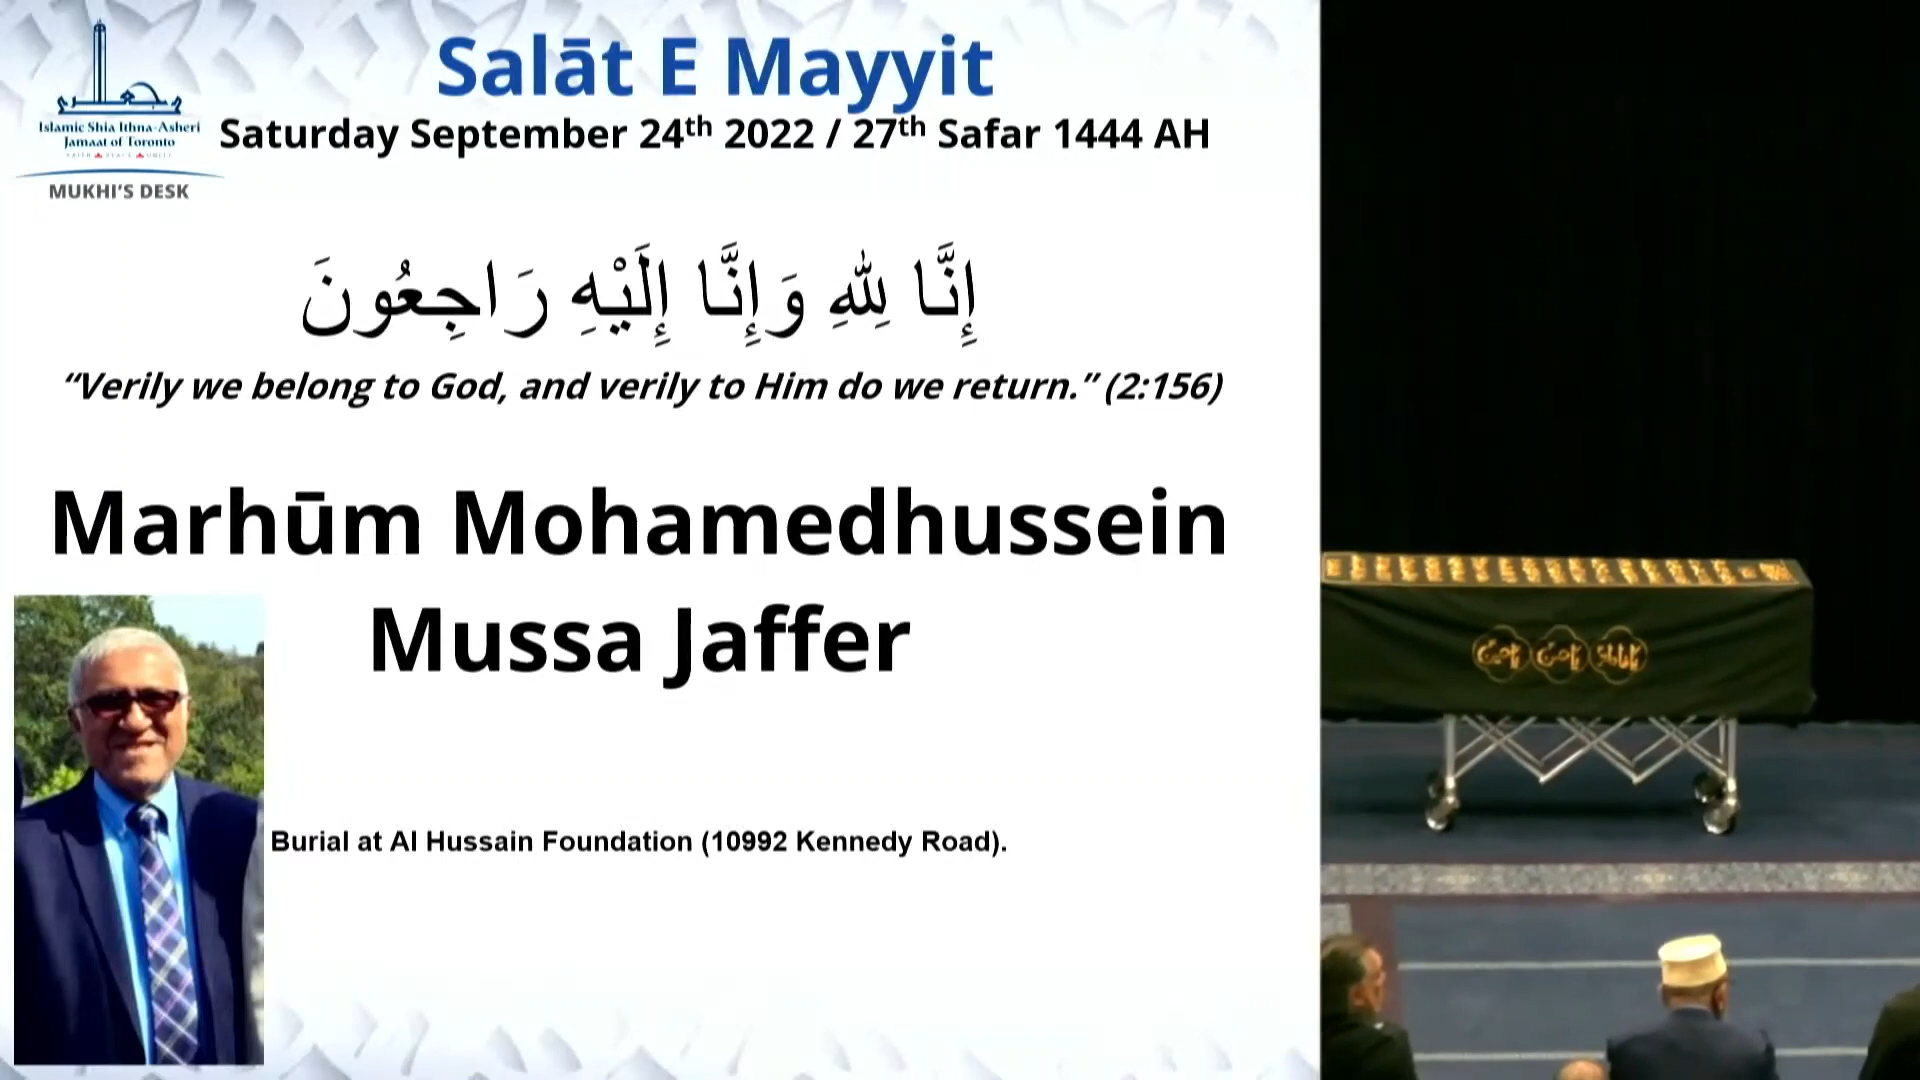 Salāt E Mayyit
Islamic Shia Ithna-Asheri
Jamaat of Toronto
MUKHI'S DESK
Saturday September 24th 2022 / 27th Safar 1444 AH
إِنَّا لِلَّٰهِ وَإِنَّا إِلَيْهِ رَاجِعُونَ
“Verily we belong to God, and verily to Him do we return.” (2:156)
Marhūm Mohamedhussein
Mussa Jaffer
Burial at Al Hussain Foundation (10992 Kennedy Road).